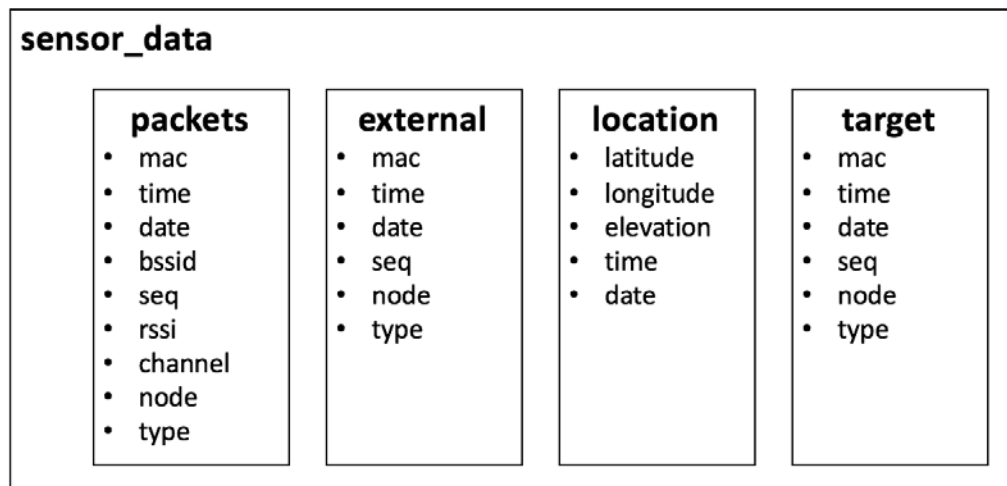 sensor_data
packets
• mac
• time
• date
• bssid
• seq
• rssi
• channel
• node
• type
external
• mac
• time
• date
• seq
• node
• type
location
• latitude
• longitude
• elevation
• time
• date
target
• mac
• time
• date
• seq
• node
• type